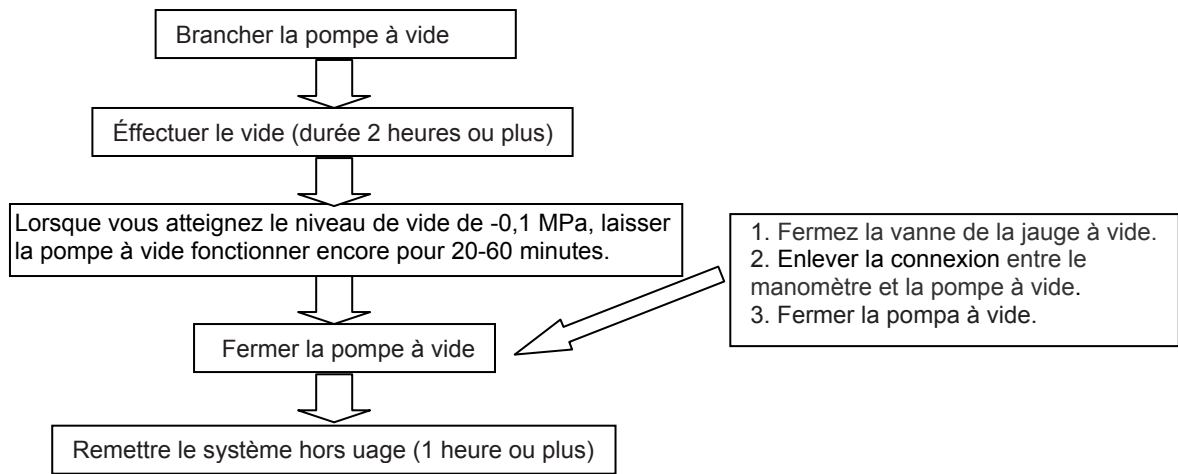 Brancher la pompe à vide
Éffectuer le vide (durée 2 heures ou plus)
Lorsque vous atteignez le niveau de vide de -0,1 MPa, laisser
la pompe à vide fonctionner encore pour 20-60 minutes.
1. Fermez la vanne de la jauge à vide.
2. Enlever la connexion entre le
manomètre et la pompe à vide.
3. Fermer la pompa à vide.
Fermer la pompe à vide
Remettre le système hors uage (1 heure ou plus)